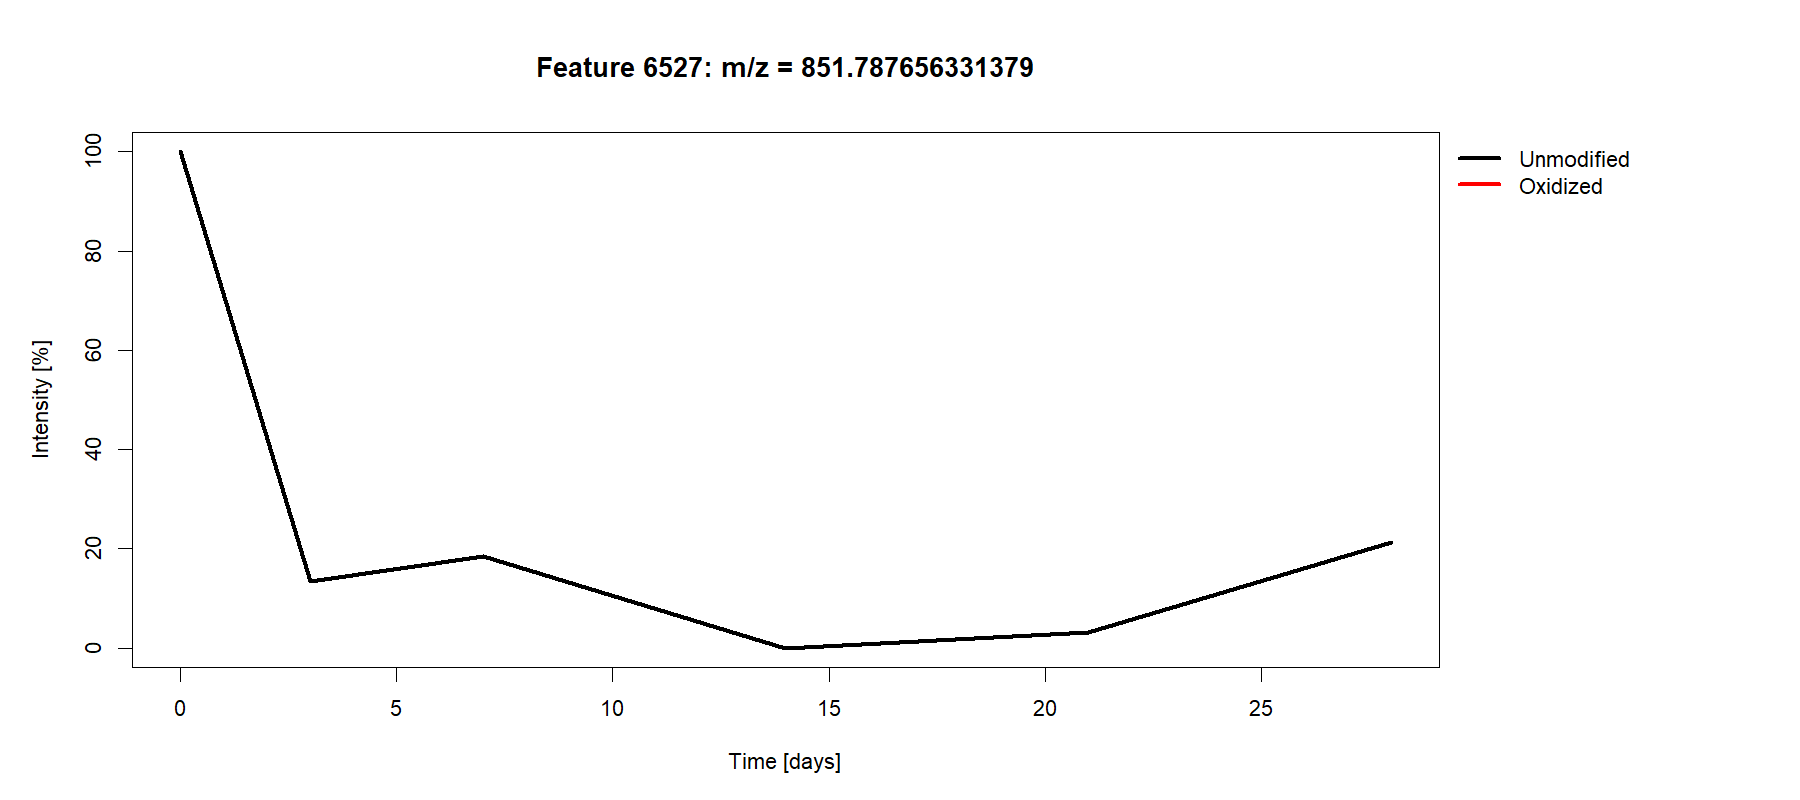 Feature 6527: m/z = 851.787656331379
Unmodified
Oxidized
Intensity [%]
100
80
60
40
20
0
0 5 10 15 20 25
Time [days]